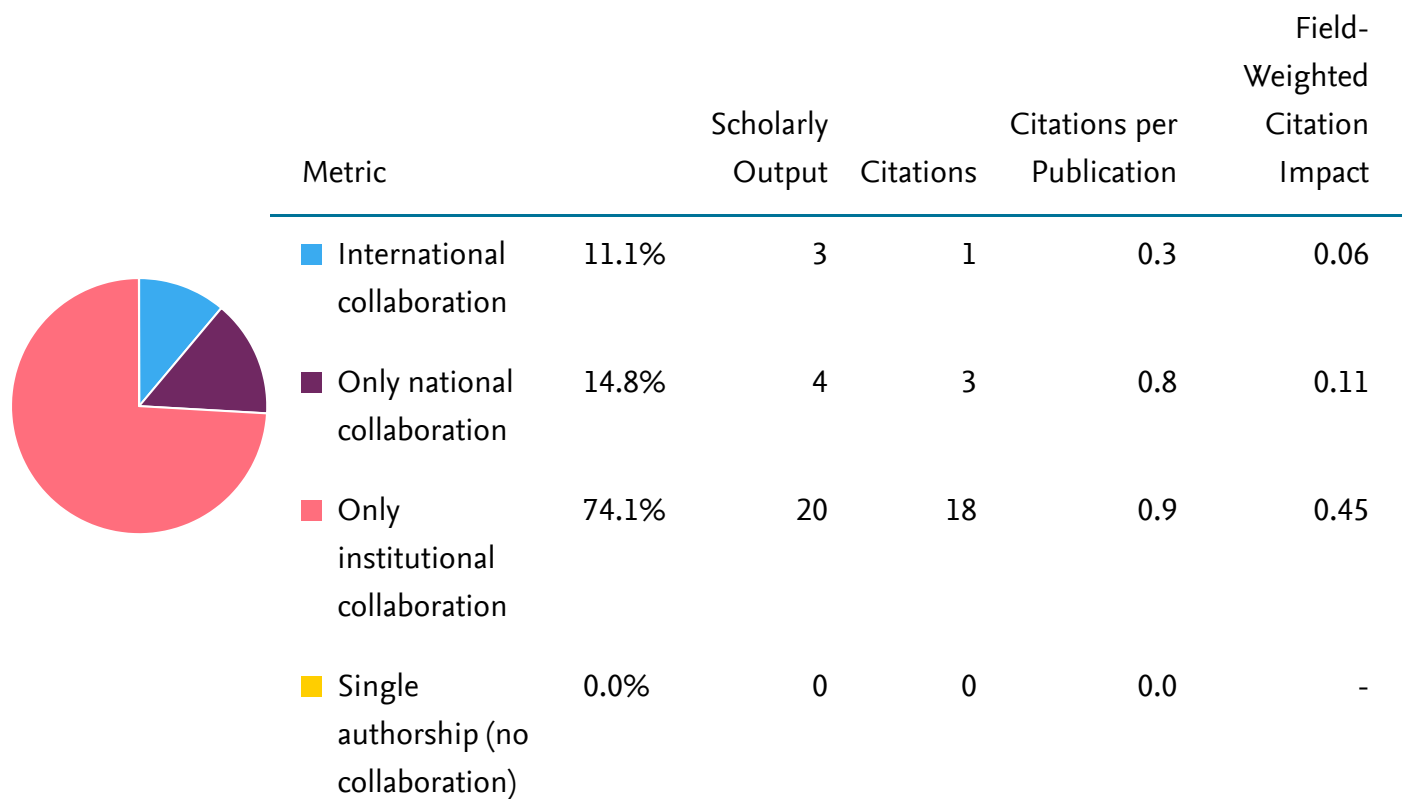 Metric Scholarly Output Citations Citations per Publication Field-Weighted Citation Impact
International 11.1% 3 1 0.3 0.06
collaboration
Only national 14.8% 4 3 0.8 0.11
collaboration
Only 74.1% 20 18 0.9 0.45
institutional
collaboration
Single 0.0% 0 0 0.0 -
authorship (no
collaboration)